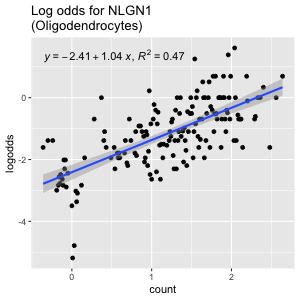 Log odds for NLGN1
(Oligodendrocytes)
y = −2.41 + 1.04 x, R² = 0.47
logodds
0
-2
-4
0
1
2
count